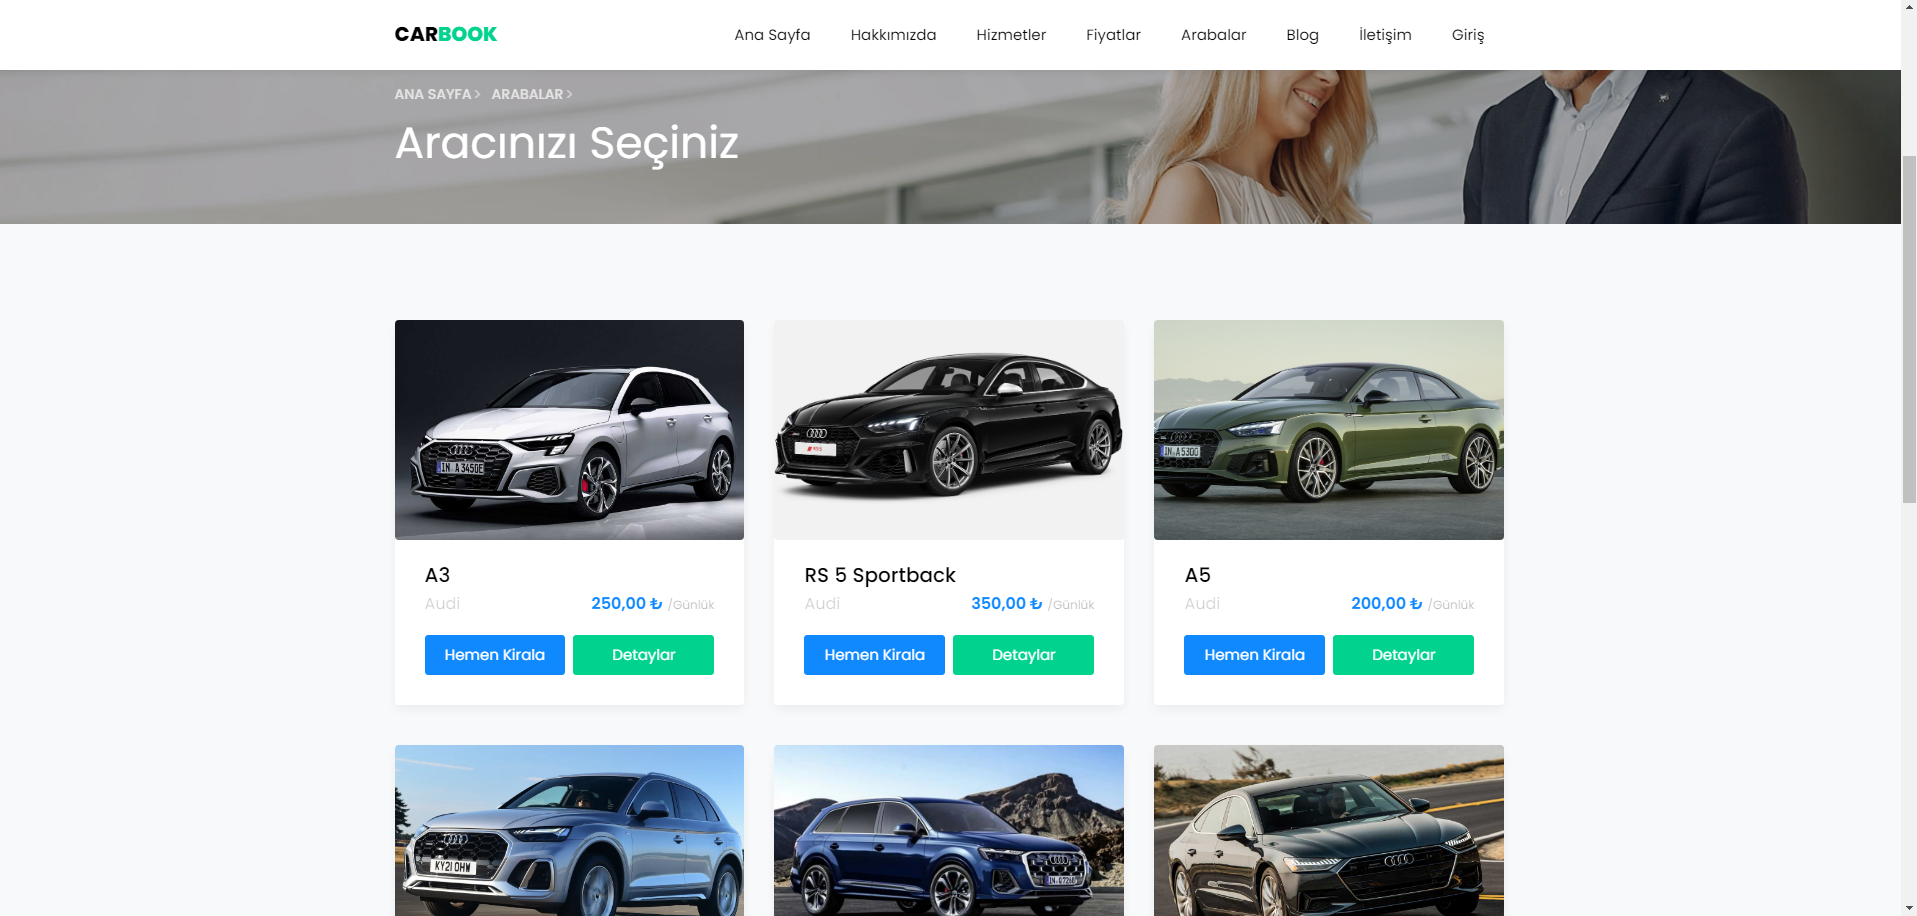 CARBOOK
Ana Sayfa Hakkımızda Hizmetler Fiyatlar Arabalar Blog İletişim Giriş
ANA SAYFA > ARABALAR >
Aracınızı Seçiniz
IN A 3450E
RS5
IN A 5300
A3
Audi 250,00 ₺ /Günlük
Hemen Kirala Detaylar
RS 5 Sportback
Audi 350,00 ₺ /Günlük
Hemen Kirala Detaylar
A5
Audi 200,00 ₺ /Günlük
Hemen Kirala Detaylar
KY21 OHW